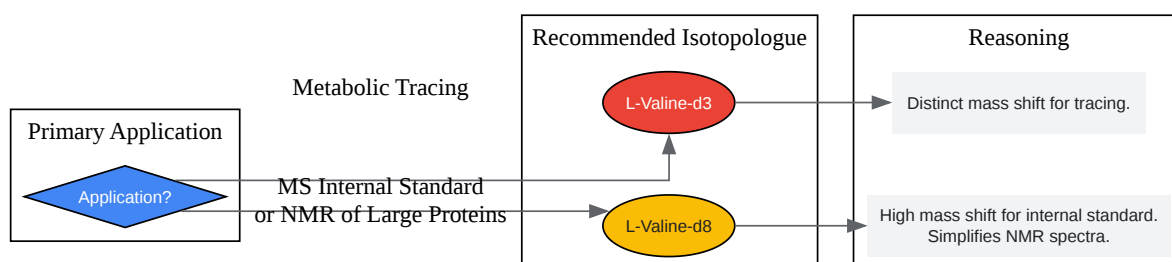 Recommended Isotopologue
Reasoning
Metabolic Tracing
L-Valine-d3
Distinct mass shift for tracing.
Primary Application
Application?
MS Internal Standard
or NMR of Large Proteins
L-Valine-d8
High mass shift for internal standard.
Simplifies NMR spectra.